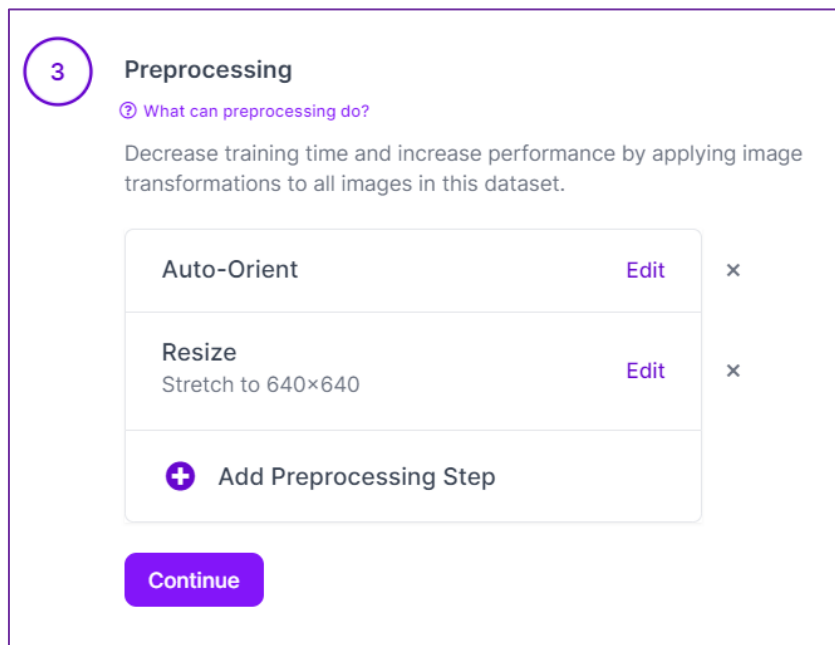 3
Preprocessing
What can preprocessing do?
Decrease training time and increase performance by applying image
transformations to all images in this dataset.
Auto-Orient
Edit
×
Resize
Stretch to 640×640
Edit
×
Add Preprocessing Step
Continue